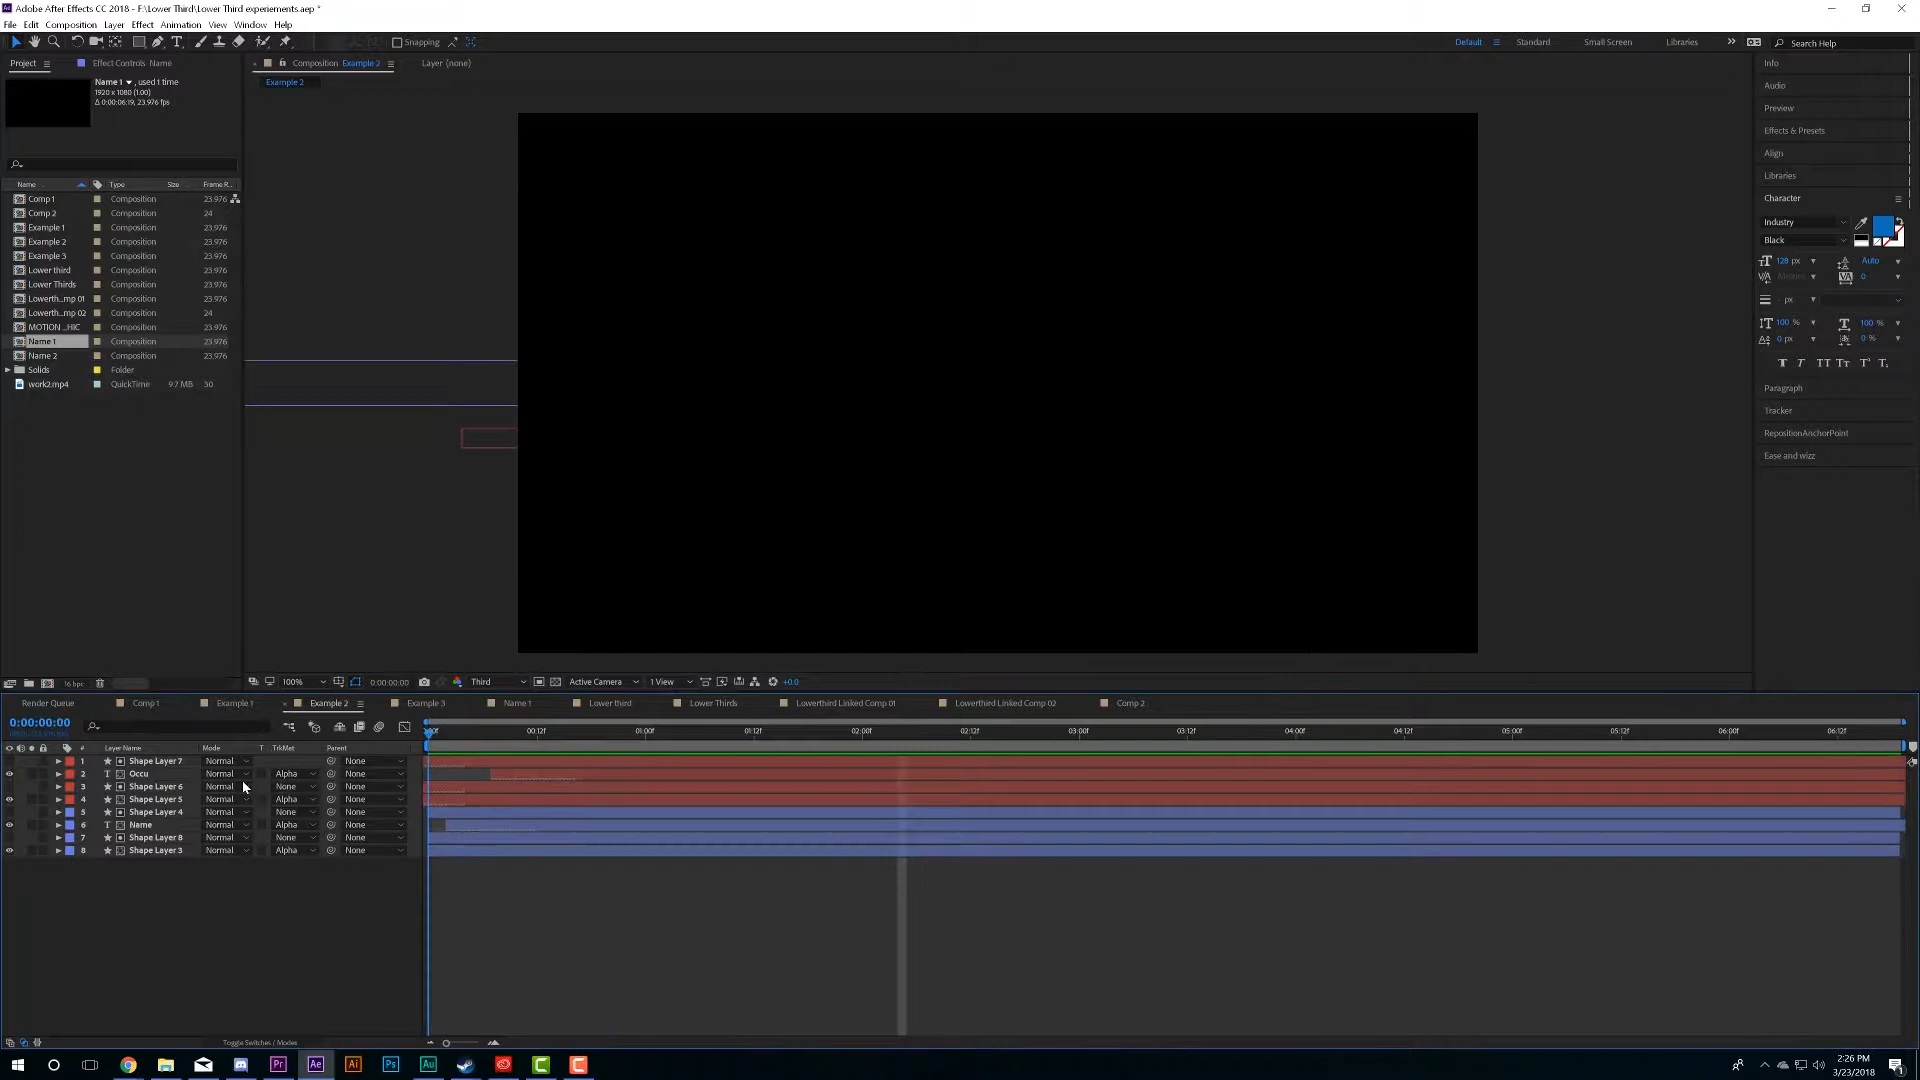 Adobe After Effects CC 2018 - F:\Lower Third\Lower Third experiements.aep *
File Edit Composition Layer Effect Animation View Window Help
Snapping
Default Standard Small Screen Libraries Search Help
Project Effect Controls Name
Composition Example 2 Layer (none)
Example 2
Name 1 , used 1 time
1920 x 1080 (1.00)
Δ 0:00:06:19, 23.976 fps
Name Type Size Frame R...
Comp 1 Composition 23.976
Comp 2 Composition 24
Example 1 Composition 23.976
Example 2 Composition 23.976
Example 3 Composition 23.976
Lower third Composition 23.976
Lower Thirds Composition 23.976
Lowerth...mp 01 Composition 23.976
Lowerth...mp 02 Composition 24
MOTION ...HIC Composition 23.976
Name 1 Composition 23.976
Name 2 Composition 23.976
Solids Folder
work2.mp4 QuickTime 9.7 MB 30
Info
Audio
Preview
Effects & Presets
Align
Libraries
Character
Industry
Black
128 px Auto
0
- px
100 % 100 %
0 px 0 %
Paragraph
Tracker
RepositionAnchorPoint
Ease and wizz
16 bpc
100% 0:00:00:00 Third Active Camera 1 View +0.0
Render Queue Comp 1 Example 1 Example 2 Example 3 Name 1 Lower third Lower Thirds Lowerthird Linked Comp 01 Lowerthird Linked Comp 02 Comp 2
0:00:00:00
00:12f 01:00f 01:12f 02:00f 02:12f 03:00f 03:12f 04:00f 04:12f 05:00f 05:12f 06:00f 06:12f
# Layer Name Mode T TrkMat Parent
1 Shape Layer 7 Normal None
2 T Occu Normal Alpha None
3 Shape Layer 6 Normal None None
4 Shape Layer 5 Normal Alpha None
5 Shape Layer 4 Normal None None
6 T Name Normal Alpha None
7 Shape Layer 8 Normal None None
8 Shape Layer 3 Normal Alpha None
Toggle Switches / Modes
Pr Ae Ai Ps Au
2:26 PM
3/23/2018